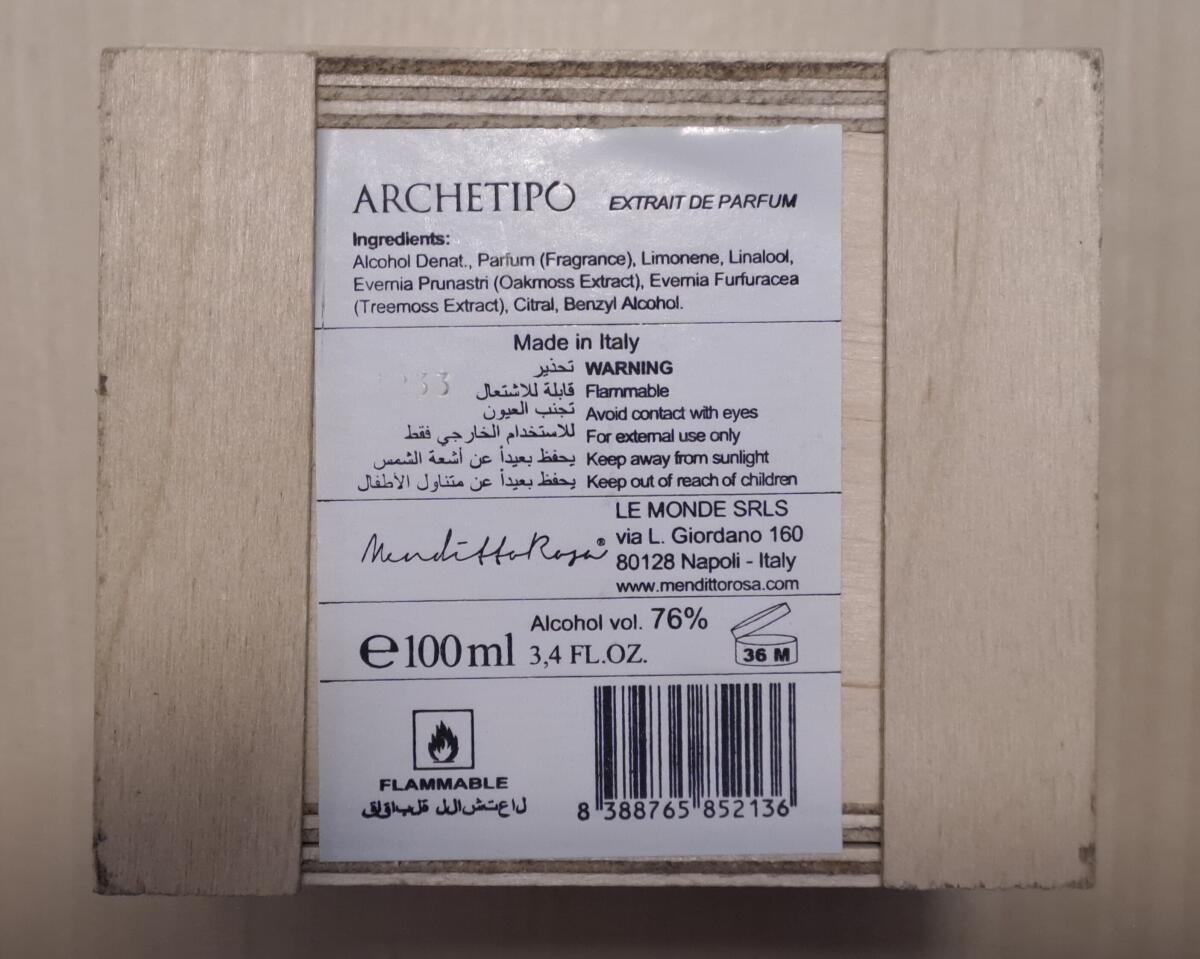 ARCHETIPO EXTRAIT DE PARFUM
Ingredients:
Alcohol Denat., Parfum (Fragrance), Limonene, Linalool,
Evernia Prunastri (Oakmoss Extract), Evernia Furfuracea
(Treemoss Extract), Citral, Benzyl Alcohol.
Made in Italy
تحذير WARNING
قابلة للاشتعال Flammable
تجنب العيون Avoid contact with eyes
للاستخدام الخارجي فقط For external use only
يحفظ بعيداً عن أشعة الشمس Keep away from sunlight
يحفظ بعيداً عن متناول الأطفال Keep out of reach of children
MendittoRosa®
LE MONDE SRLS
via L. Giordano 160
80128 Napoli - Italy
www.mendittorosa.com
℮100ml
Alcohol vol. 76%
3,4 FL.OZ.
36 M
FLAMMABLE
8 388765 852136